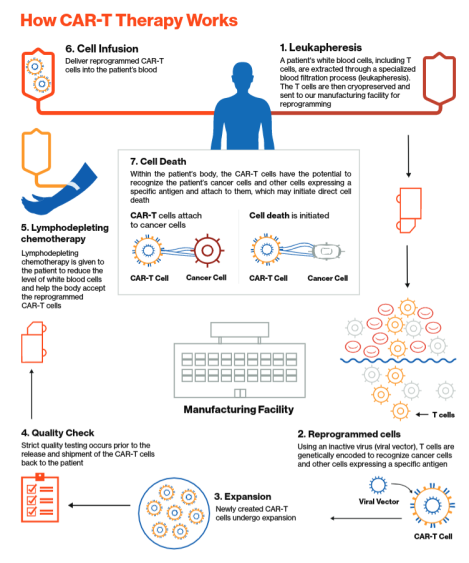 How CAR-T Therapy Works
6. Cell Infusion
Deliver reprogrammed CAR-T
cells into the patient's blood
1. Leukapheresis
A patient's white blood cells, including T
cells, are extracted through a specialized
blood filtration process (leukapheresis).
The T cells are then cryopreserved and
sent to our manufacturing facility for
reprogramming
7. Cell Death
Within the patient's body, the CAR-T cells have the potential to
recognize the patient's cancer cells and other cells expressing a
specific antigen and attach to them, which may initiate direct cell
death
CAR-T cells attach
to cancer cells
CAR-T Cell
Cancer Cell
Cell death is initiated
CAR-T Cell
Cancer Cell
5. Lymphodepleting
chemotherapy
Lymphodepleting
chemotherapy is given to
the patient to reduce the
level of white blood cells
and help the body accept
the reprogrammed
CAR-T cells
Manufacturing Facility
T cells
2. Reprogrammed cells
Using an inactive virus (viral vector), T cells are
genetically encoded to recognize cancer cells
and other cells expressing a specific antigen
Viral Vector
CAR-T Cell
3. Expansion
Newly created CAR-T
cells undergo expansion
4. Quality Check
Strict quality testing occurs prior to the
release and shipment of the CAR-T cells
back to the patient